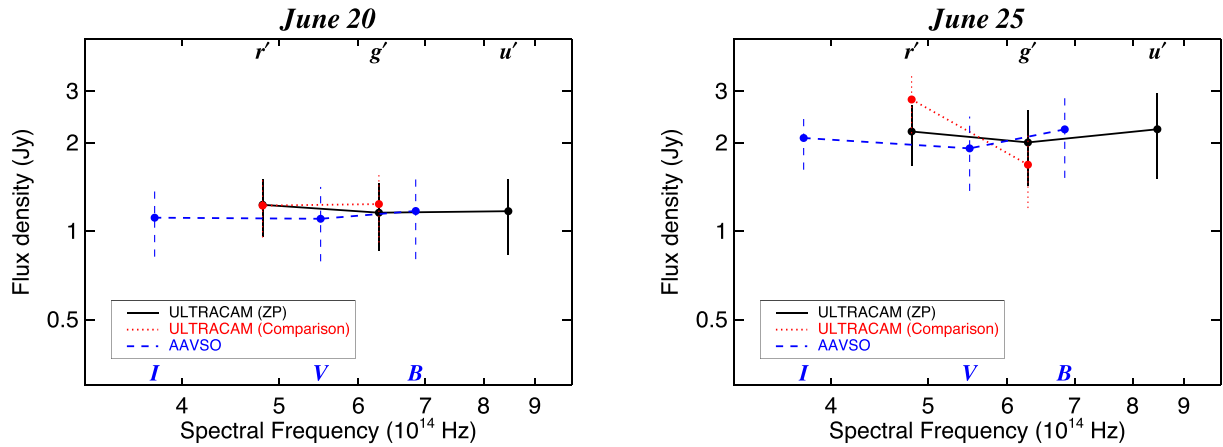 June 20
r′ g′ u′
3
2
1
0.5
Flux density (Jy)
ULTRACAM (ZP)
ULTRACAM (Comparison)
AAVSO
I V B
4 5 6 7 8 9
Spectral Frequency (10¹⁴ Hz)
June 25
r′ g′ u′
3
2
1
0.5
Flux density (Jy)
ULTRACAM (ZP)
ULTRACAM (Comparison)
AAVSO
I V B
4 5 6 7 8 9
Spectral Frequency (10¹⁴ Hz)